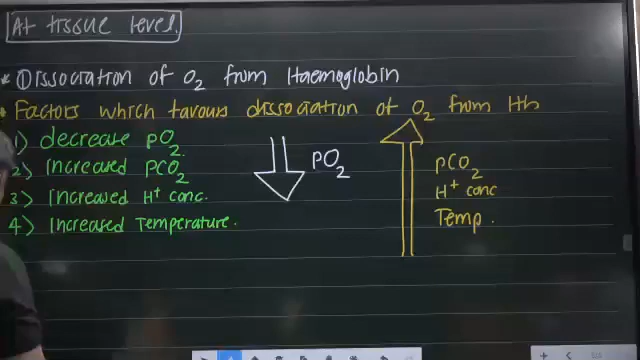 At tissue level
* Dissociation of O2 from Haemoglobin
* Factors which favours dissociation of O2 from Hb
1) decrease pO2.
2) increased pCO2
3) Increased H+ conc.
4) Increased Temperature.
pO2
pCO2
H+ conc
Temp.